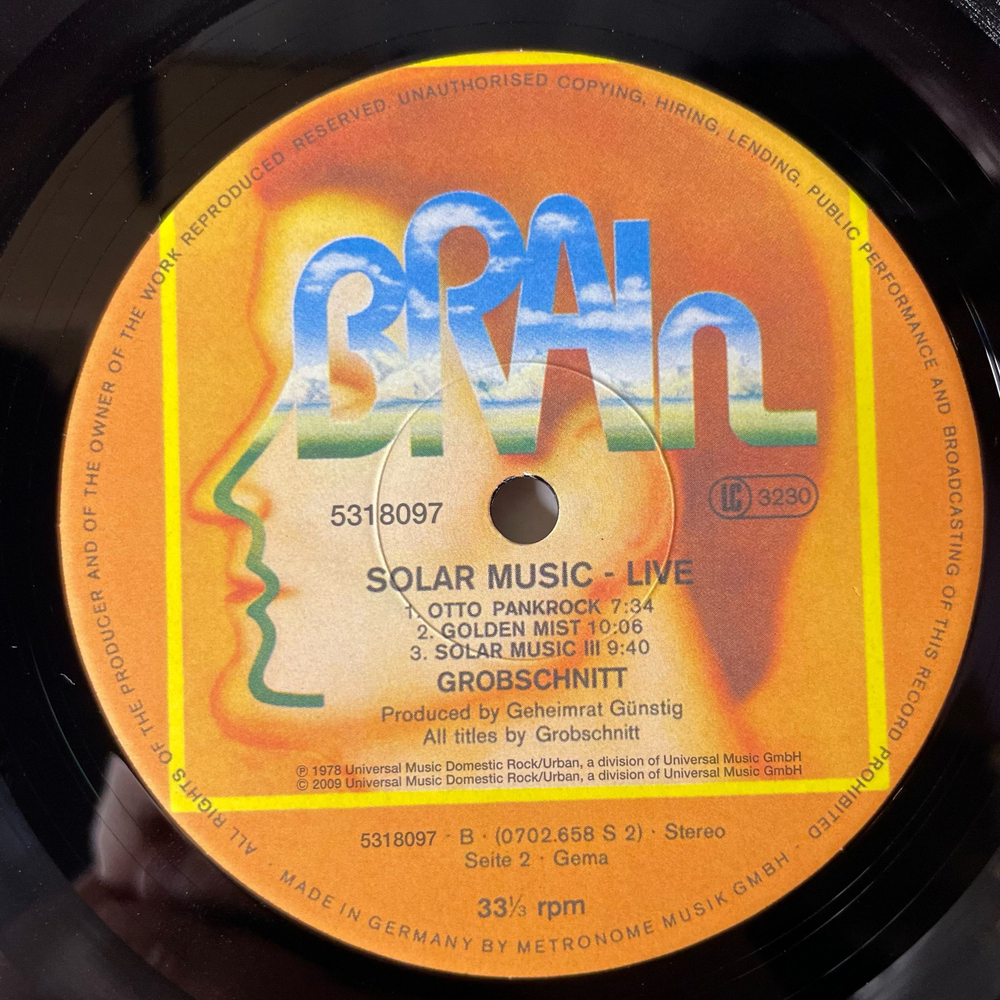 ALL RIGHTS OF THE PRODUCER AND OF THE OWNER OF THE WORK REPRODUCED RESERVED. UNAUTHORISED COPYING, HIRING, LENDING, PUBLIC PERFORMANCE AND BROADCASTING OF THIS RECORD PROHIBITED
BRAIn
5318097
LC 3230
SOLAR MUSIC - LIVE
1. OTTO PANKROCK 7:34
2. GOLDEN MIST 10:06
3. SOLAR MUSIC III 9:40
GROBSCHNITT
Produced by Geheimrat Günstig
All titles by Grobschnitt
℗ 1978 Universal Music Domestic Rock/Urban, a division of Universal Music GmbH
© 2009 Universal Music Domestic Rock/Urban, a division of Universal Music GmbH
5318097 · B · (0702.658 S 2) · Stereo
Seite 2 · Gema
33⅓ rpm
· MADE IN GERMANY BY METRONOME MUSIK GMBH ·